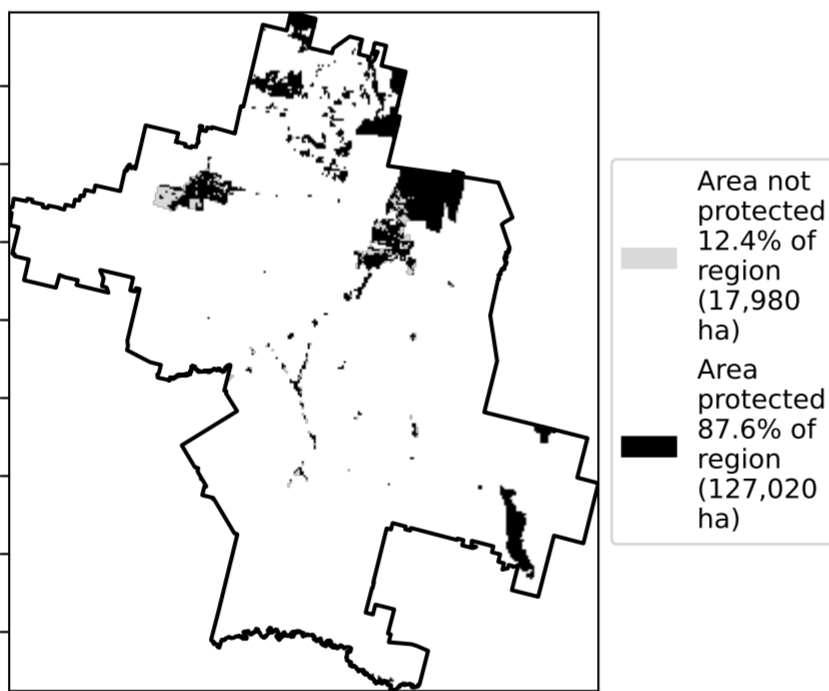 Area not
protected
12.4% of
region
(17,980
ha)
Area
protected
87.6% of
region
(127,020
ha)